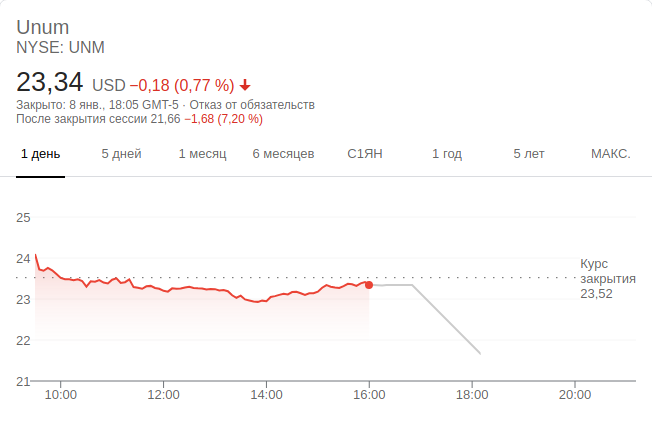 Unum
NYSE: UNM
23,34 USD −0,18 (0,77 %)
Закрыто: 8 янв., 18:05 GMT-5 · Отказ от обязательств
После закрытия сессии 21,66 −1,68 (7,20 %)
1 день 5 дней 1 месяц 6 месяцев С1ЯН 1 год 5 лет МАКС.
25
24
Курс
закрытия
23,52
23
22
21
10:00 12:00 14:00 16:00 18:00 20:00